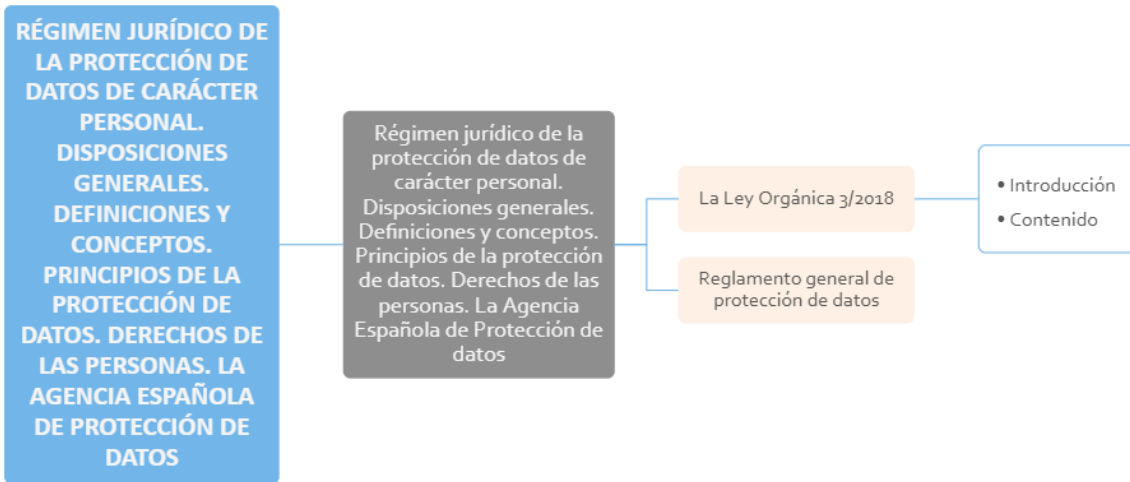 RÉGIMEN JURÍDICO DE
LA PROTECCIÓN DE
DATOS DE CARÁCTER
PERSONAL.
DISPOSICIONES
GENERALES.
DEFINICIONES Y
CONCEPTOS.
PRINCIPIOS DE LA
PROTECCIÓN DE
DATOS. DERECHOS DE
LAS PERSONAS. LA
AGENCIA ESPAÑOLA
DE PROTECCIÓN DE
DATOS
Régimen jurídico de la
protección de datos de
carácter personal.
Disposiciones generales.
Definiciones y conceptos.
Principios de la protección
de datos. Derechos de las
personas. La Agencia
Española de Protección de
datos
La Ley Orgánica 3/2018
• Introducción
• Contenido
Reglamento general de
protección de datos